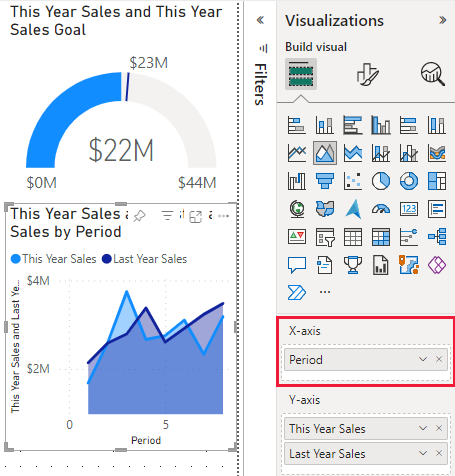 This Year Sales and This Year
Sales Goal
$23M
$22M
$0M
$44M
This Year Sales a
Sales by Period
This Year Sales
Last Year Sales
$4M
$2M
This Year Sales and Last Ye...
0
5
Period
Filters
Visualizations
Build visual
123
X-axis
Period
Y-axis
This Year Sales
Last Year Sales